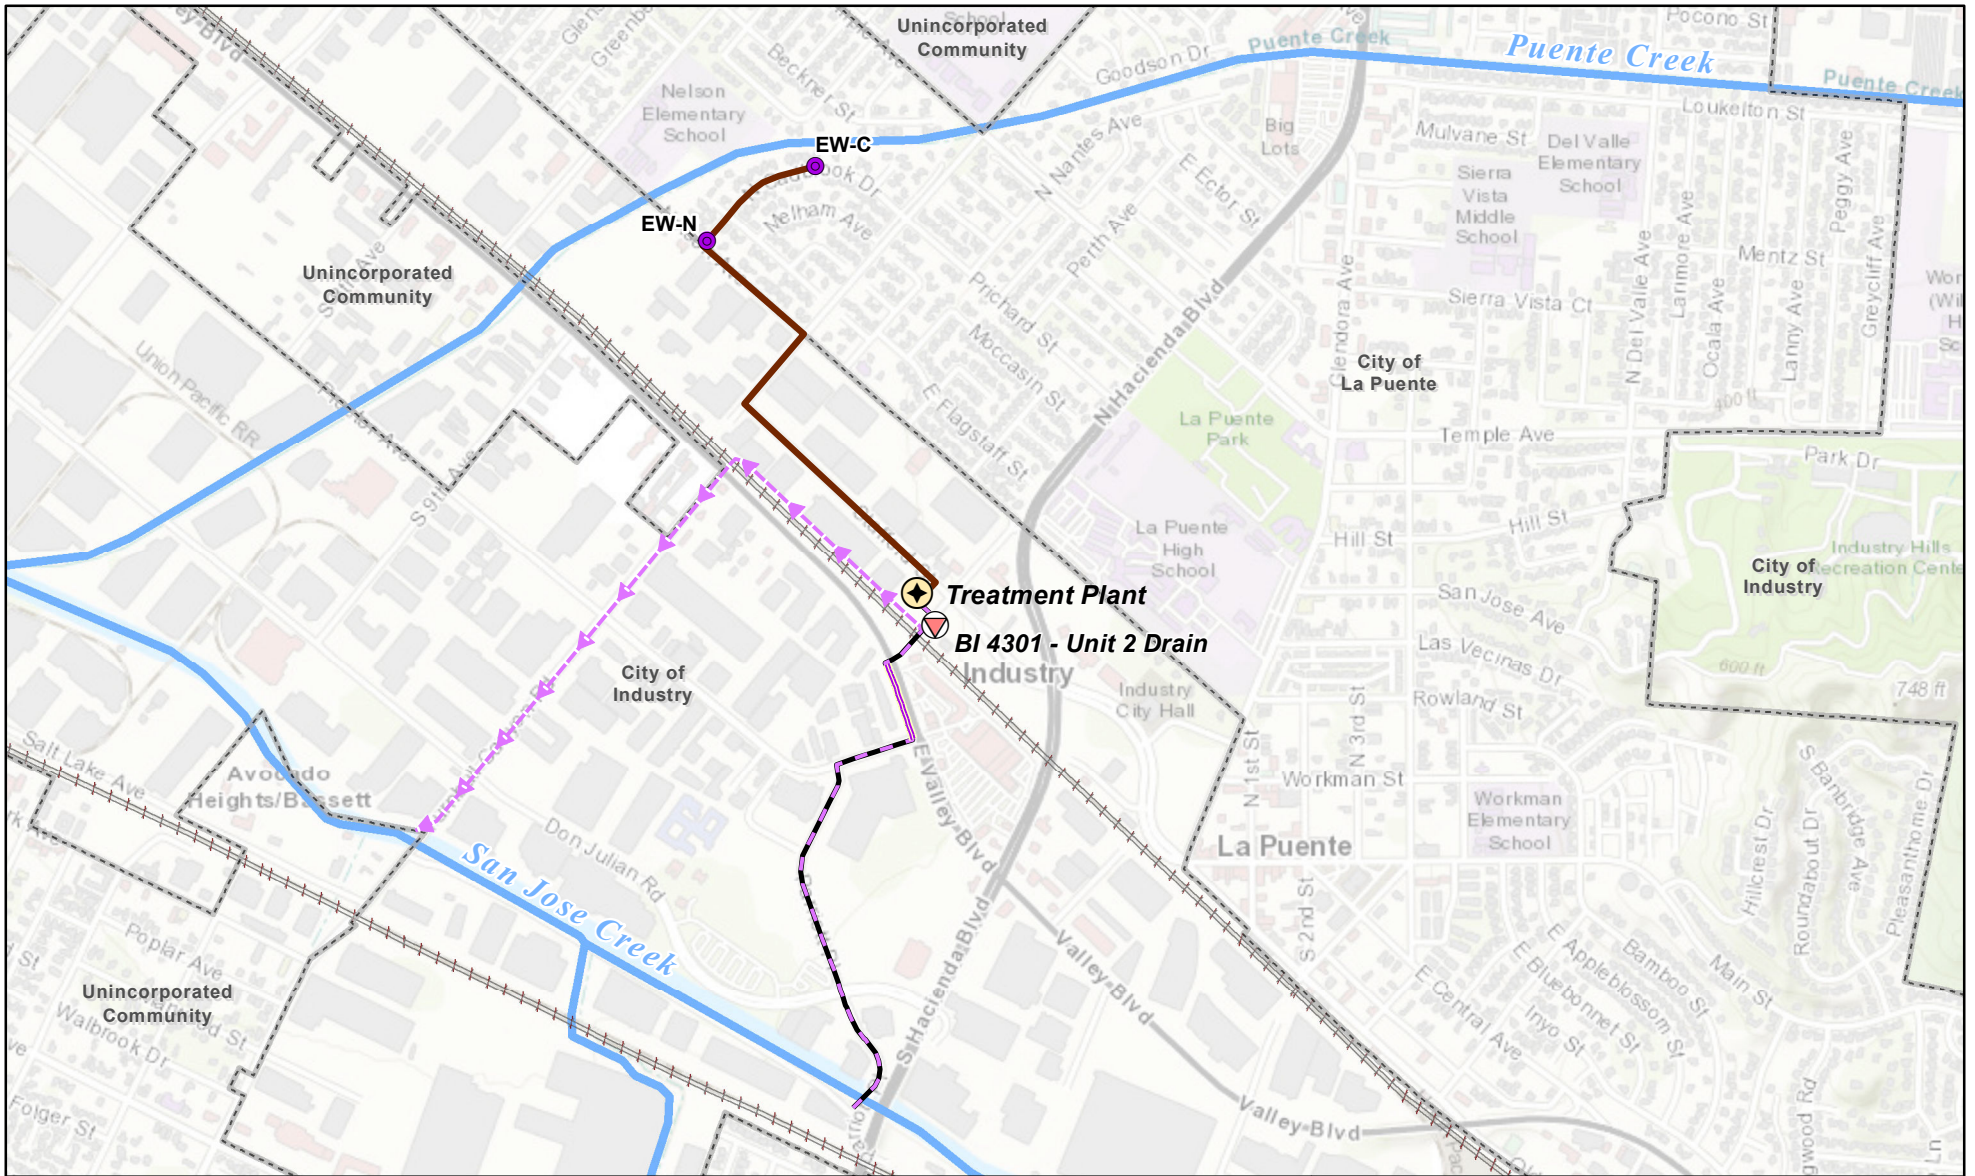 Unincorporated
Community
Pocono St
Puente Creek
Puente Creek
Puente Creek
Goodson Dr
Beckner St
Nelson
Elementary
School
Loukelton St
Big
Lots
Mulvane St
Del Valle
Elementary
School
N Nantes Ave
E Ector St
Peggy Ave
EW-C
Sierra
Vista
Middle
School
Melham Ave
EW-N
Perth Ave
Larimore Ave
Mentz St
Greycliff Ave
Unincorporated
Community
N Hacienda Blvd
Prichard St
Sierra Vista Ct
Glendora Ave
N Del Valle Ave
Ocala Ave
Lanny Ave
Moccasin St
City of
La Puente
Union Pacific RR
E Flagstaff St
La Puente
Park
400 ft
Temple Ave
Park Dr
S 9th Ave
La Puente
High
School
Hill St
Hill St
City of
Industry
Industry Hills
Recreation Cente
Treatment Plant
San Jose Ave
BI 4301 - Unit 2 Drain
Las Vecinas Dr
City of
Industry
Industry
600 ft
748 ft
Industry
City Hall
Rowland St
N 1st St
N 3rd St
Salt Lake Ave
Avocado
Heights/Bassett
E Valley Blvd
Workman St
Workman
Elementary
School
S Banbridge Ave
Pleasanthome Dr
Hillcrest Dr
Roundabout Dr
Don Julian Rd
La Puente
San Jose Creek
S 2nd St
Poplar Ave
S Hacienda Blvd
Valley Blvd
E Central Ave
E Bluebonnet St
E Appleblossom St
Bamboo St
Main St
Unincorporated
Community
Walbrook Dr
Inyo St
Folger St
Valley Blvd